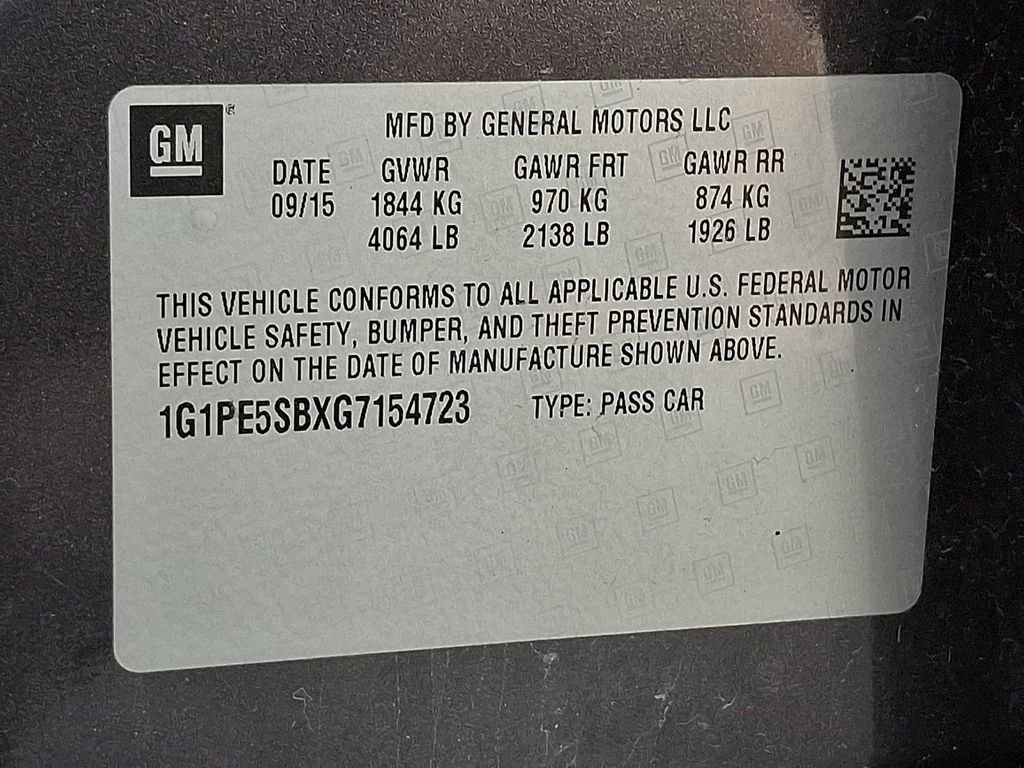 GM
®
MFD BY GENERAL MOTORS LLC
DATE GVWR GAWR FRT GAWR RR
09/15 1844 KG 970 KG 874 KG
4064 LB 2138 LB 1926 LB
THIS VEHICLE CONFORMS TO ALL APPLICABLE U.S. FEDERAL MOTOR
VEHICLE SAFETY, BUMPER, AND THEFT PREVENTION STANDARDS IN
EFFECT ON THE DATE OF MANUFACTURE SHOWN ABOVE.
1G1PE5SBXG7154723 TYPE: PASS CAR